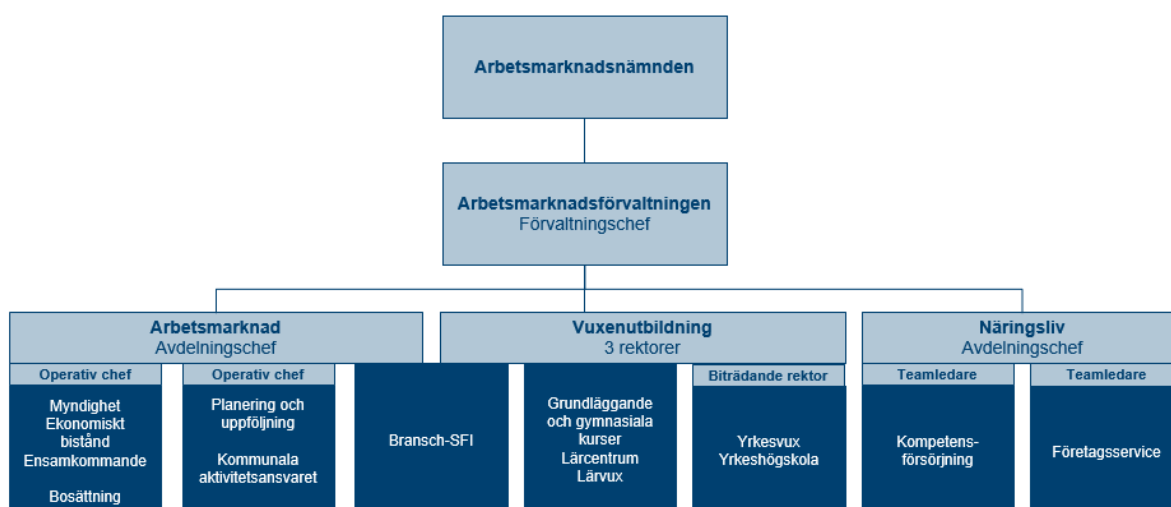 Arbetsmarknadsnämnden
Arbetsmarknadsförvaltningen
Förvaltningschef
Arbetsmarknad
Avdelningschef
Operativ chef
Myndighet
Ekonomiskt
bistånd
Ensamkommande
Bosättning
Operativ chef
Planering och
uppföljning
Kommunala
aktivitetsansvaret
Bransch-SFI
Vuxenutbildning
3 rektorer
Grundläggande
och gymnasiala
kurser
Lärcentrum
Lärvux
Biträdande rektor
Yrkesvux
Yrkeshögskola
Näringsliv
Avdelningschef
Teamledare
Kompetens-
försörjning
Teamledare
Företagsservice